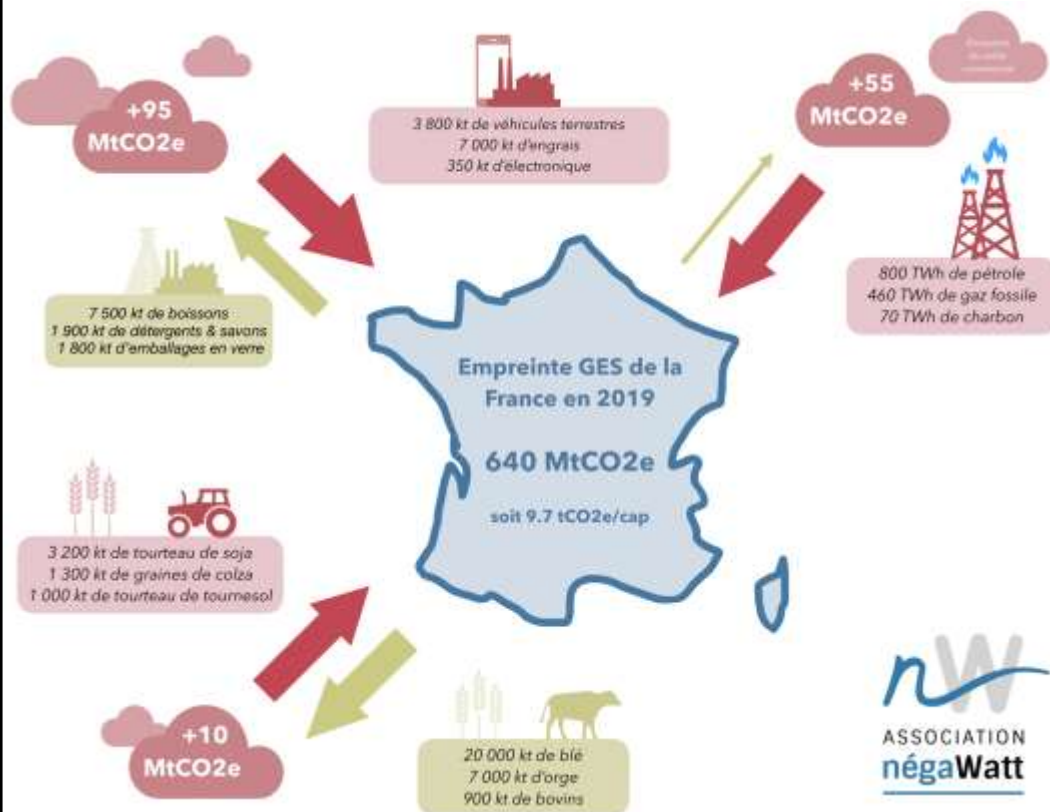 +95
MtCO2e
3 800 kt de véhicules terrestres
7 000 kt d'engrais
350 kt d'électronique
+55
MtCO2e
7 500 kt de boissons
1 900 kt de détergents & savons
1 800 kt d'emballages en verre
800 TWh de pétrole
460 TWh de gaz fossile
70 TWh de charbon
Empreinte GES de la
France en 2019
640 MtCO2e
soit 9.7 tCO2e/cap
3 200 kt de tourteau de soja
1 300 kt de graines de colza
1 000 kt de tourteau de tournesol
+10
MtCO2e
20 000 kt de blé
7 000 kt d'orge
900 kt de bovins
nW
ASSOCIATION
négaWatt